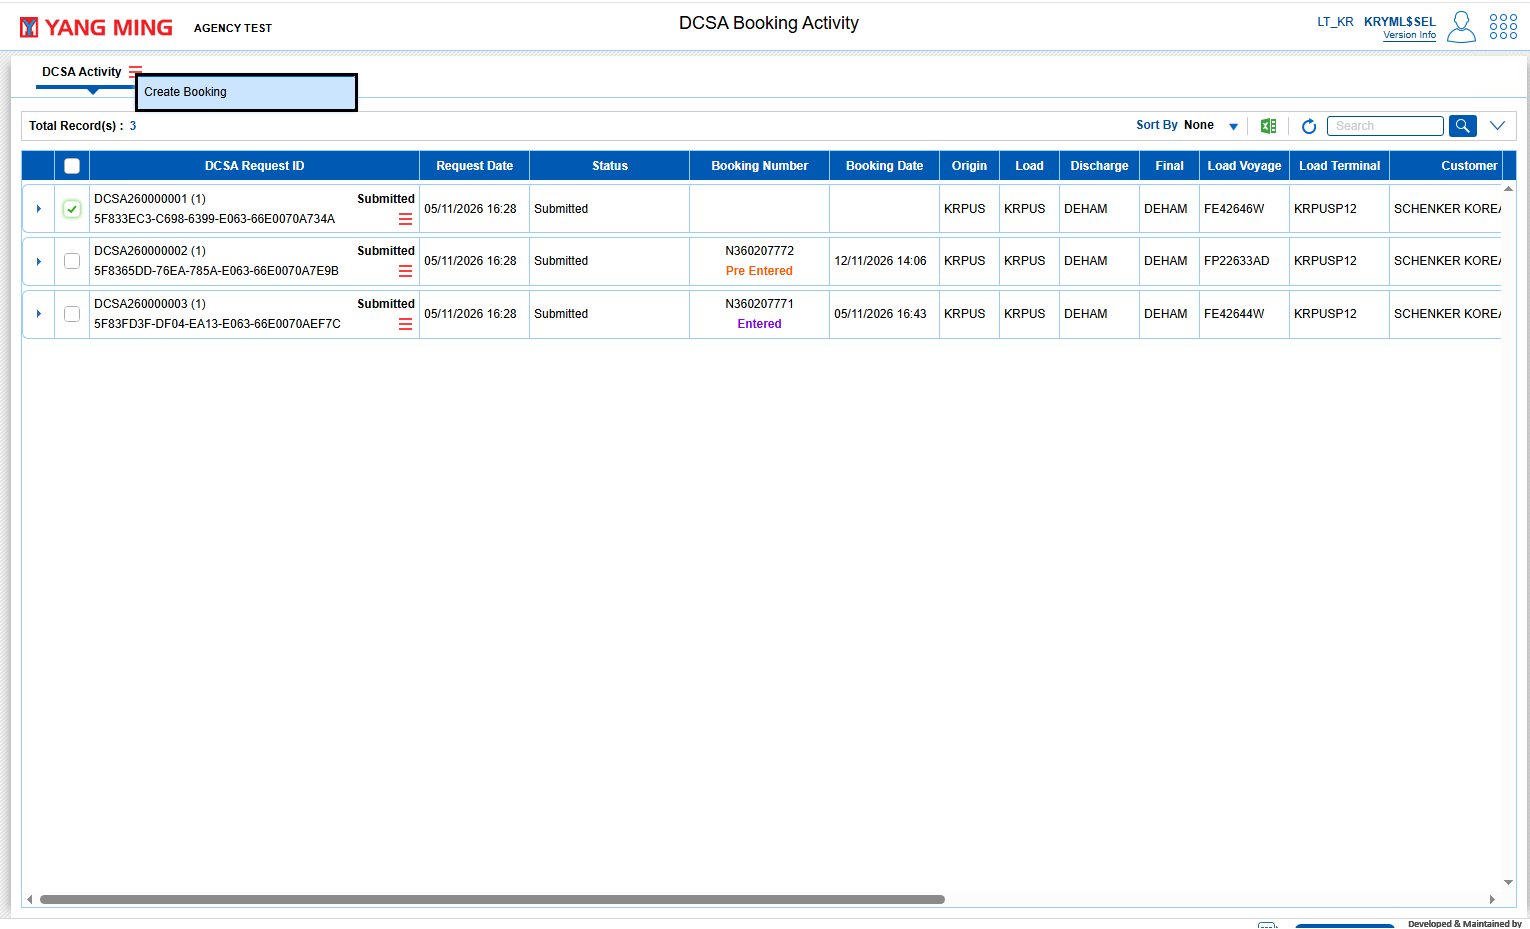 YANG MING AGENCY TEST
DCSA Booking Activity
LT_KR KRYML$SEL
Version Info
DCSA Activity
Create Booking
Total Record(s) : 3
Sort By None
Search
DCSA Request ID Request Date Status Booking Number Booking Date Origin Load Discharge Final Load Voyage Load Terminal Customer
DCSA260000001 (1) Submitted
5F833EC3-C698-6399-E063-66E0070A734A
05/11/2026 16:28 Submitted KRPUS KRPUS DEHAM DEHAM FE42646W KRPUSP12 SCHENKER KOREA
DCSA260000002 (1) Submitted
5F8365DD-76EA-785A-E063-66E0070A7E9B
05/11/2026 16:28 Submitted
N360207772
Pre Entered
12/11/2026 14:06 KRPUS KRPUS DEHAM DEHAM FP22633AD KRPUSP12 SCHENKER KOREA
DCSA260000003 (1) Submitted
5F83FD3F-DF04-EA13-E063-66E0070AEF7C
05/11/2026 16:28 Submitted
N360207771
Entered
05/11/2026 16:43 KRPUS KRPUS DEHAM DEHAM FE42644W KRPUSP12 SCHENKER KOREA
Developed & Maintained by